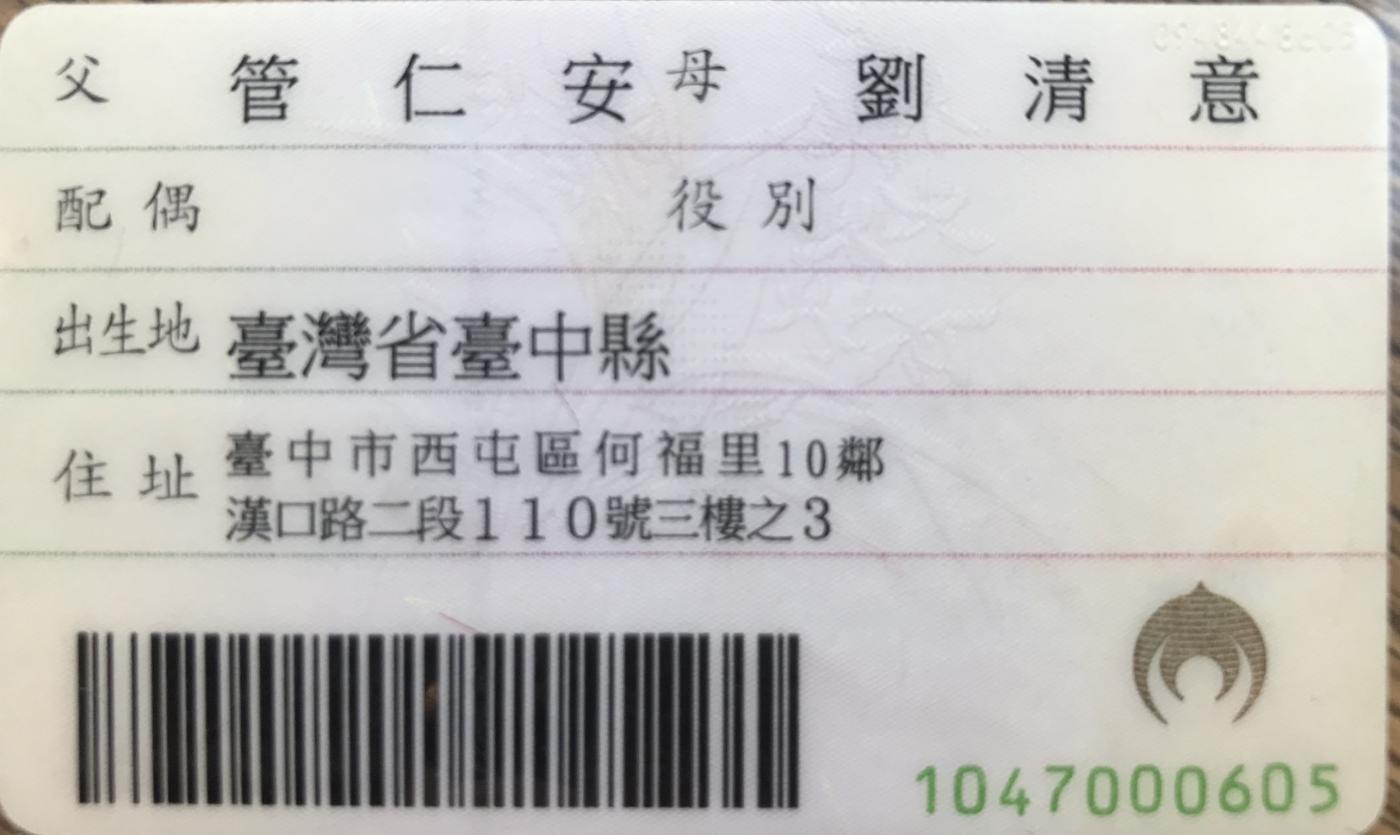 父 管仁安 母 劉清意
配偶 役別
出生地 臺灣省臺中縣
住址 臺中市西屯區何福里10鄰
漢口路二段110號三樓之3
1047000605